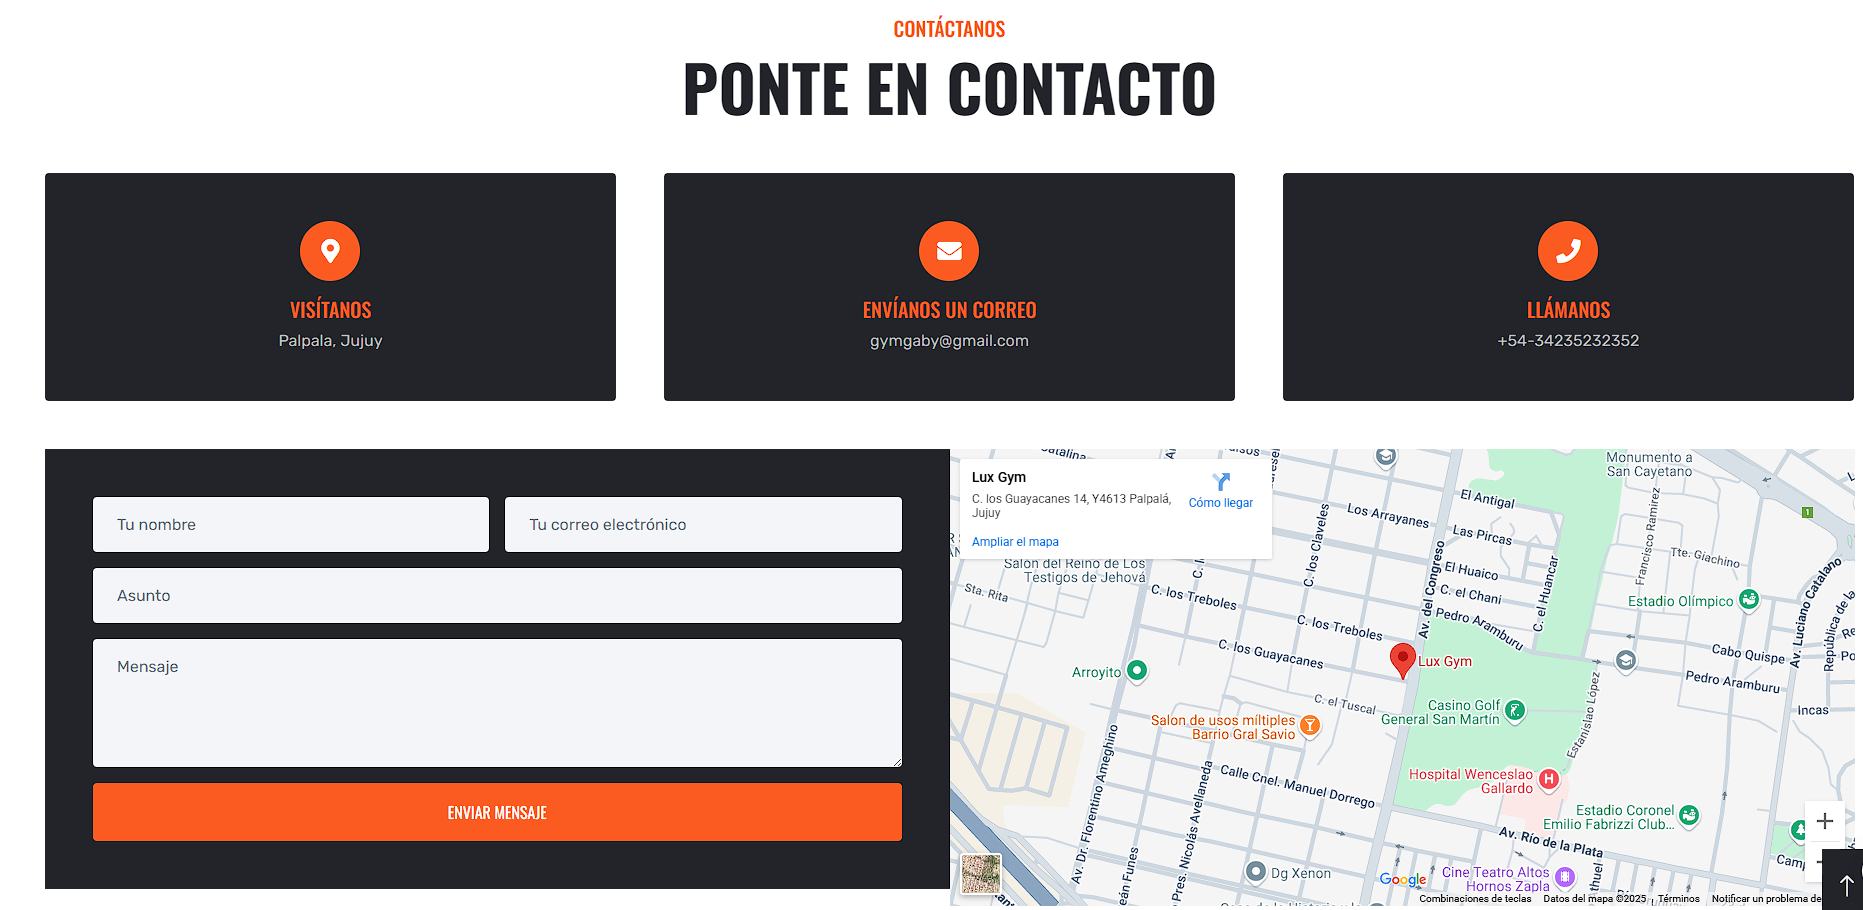 CONTÁCTANOS
PONTE EN CONTACTO
VISÍTANOS
Palpala, Jujuy
ENVÍANOS UN CORREO
gymgaby@gmail.com
LLÁMANOS
+54-34235232352
Tu nombre
Tu correo electrónico
Asunto
Mensaje
ENVIAR MENSAJE
Lux Gym
C. los Guayacanes 14, Y4613 Palpalá,
Jujuy
Cómo llegar
Ampliar el mapa
Monumento a
San Cayetano
El Antigal
Los Arrayanes
Las Pircas
1
C. los Claveles
Av. del Congreso
Francisco Ramírez
Tte. Giachino
Salón del Reino de Los
Testigos de Jehová
El Huaico
C. el Chani
C. el Huancar
Sta. Rita
C. los Treboles
Estadio Olímpico
Av. Luciano Catalano
República de
Pedro Aramburu
C. los Treboles
C. los Guayacanes
Lux Gym
Cabo Quispe
Arroyito
Pedro Aramburu
C. el Tuscal
Casino Golf
General San Martín
Estanislao López
Incas
Salon de usos múltiples
Barrio Gral Savio
Av. Dr. Florentino Ameghino
Pres. Nicolás Avellaneda
Calle Cnel. Manuel Dorrego
Hospital Wenceslao
Gallardo
H
Estadio Coronel
Emilio Fabrizzi Club...
Av. Río de la Plata
Dg Xenon
Google
Cine Teatro Altos
Hornos Zapla
Combinaciones de teclas
Datos del mapa ©2025
Términos
Notificar un problema de